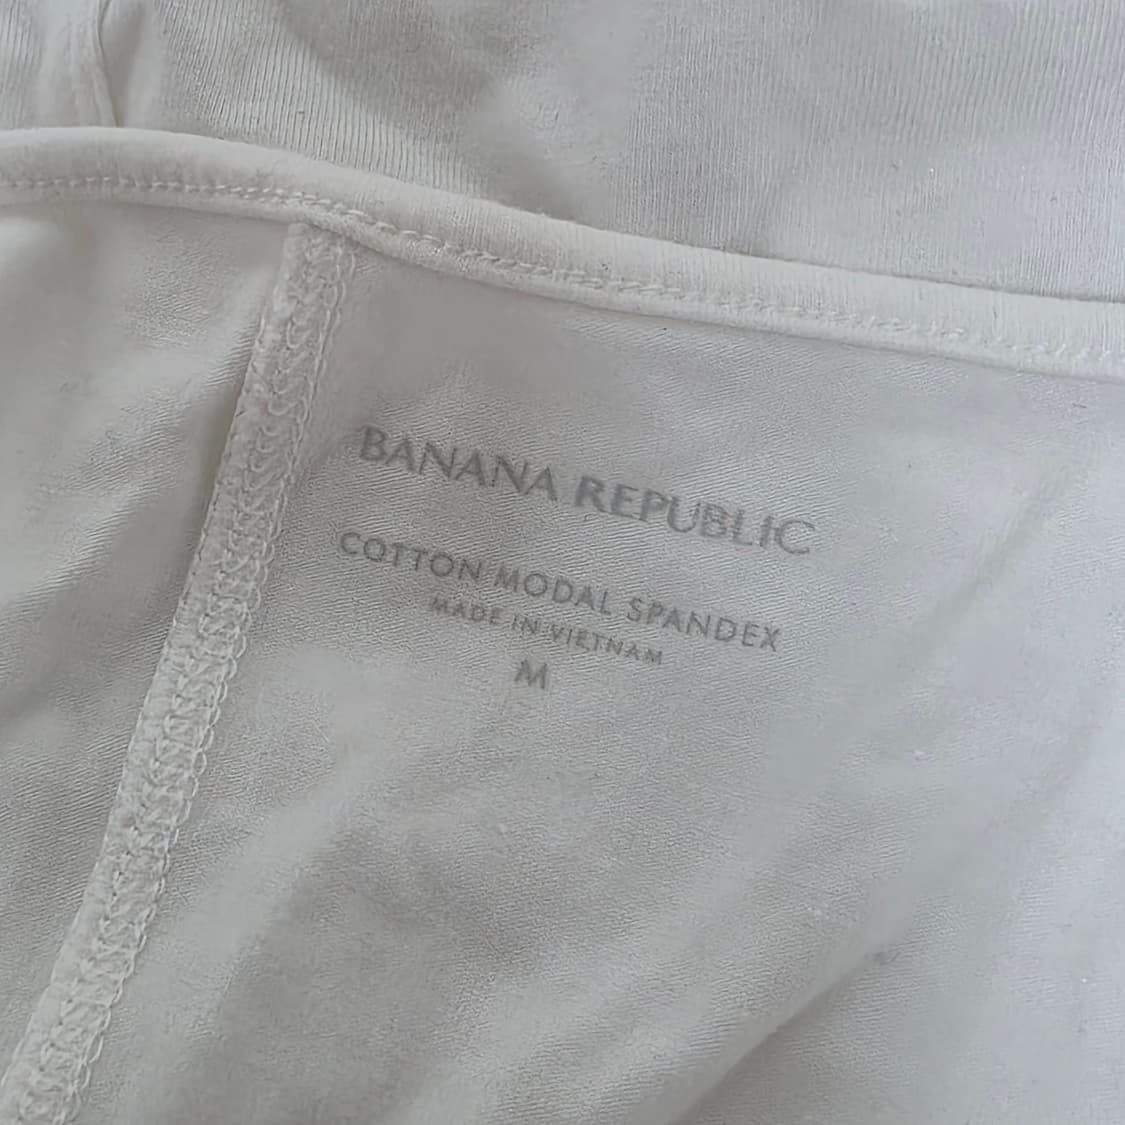 BANANA REPUBLIC
COTTON MODAL SPANDEX
MADE IN VIETNAM
M